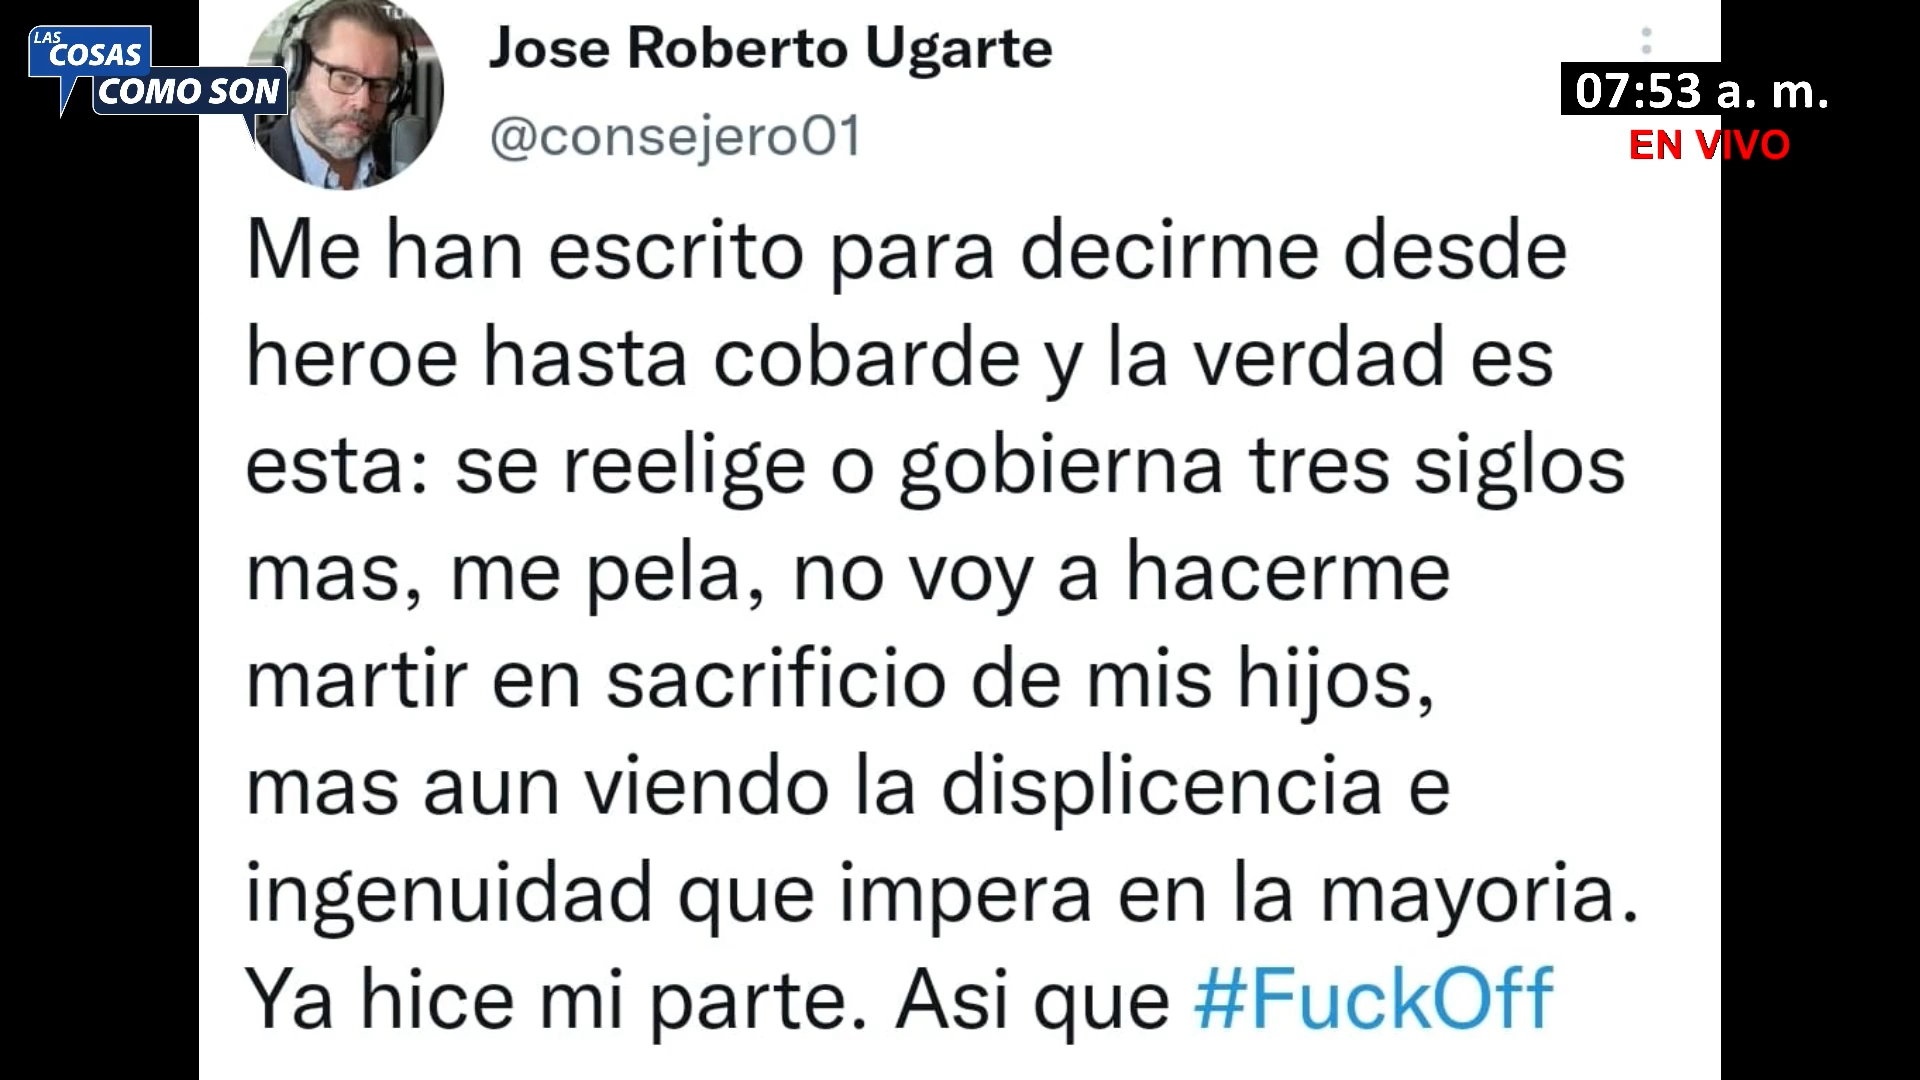 LAS
COSAS
COMO SON
Jose Roberto Ugarte
@consejero01
07:53 a. m.
EN VIVO
Me han escrito para decirme desde
heroe hasta cobarde y la verdad es
esta: se reelige o gobierna tres siglos
mas, me pela, no voy a hacerme
martir en sacrificio de mis hijos,
mas aun viendo la displicencia e
ingenuidad que impera en la mayoria.
Ya hice mi parte. Asi que #FuckOff